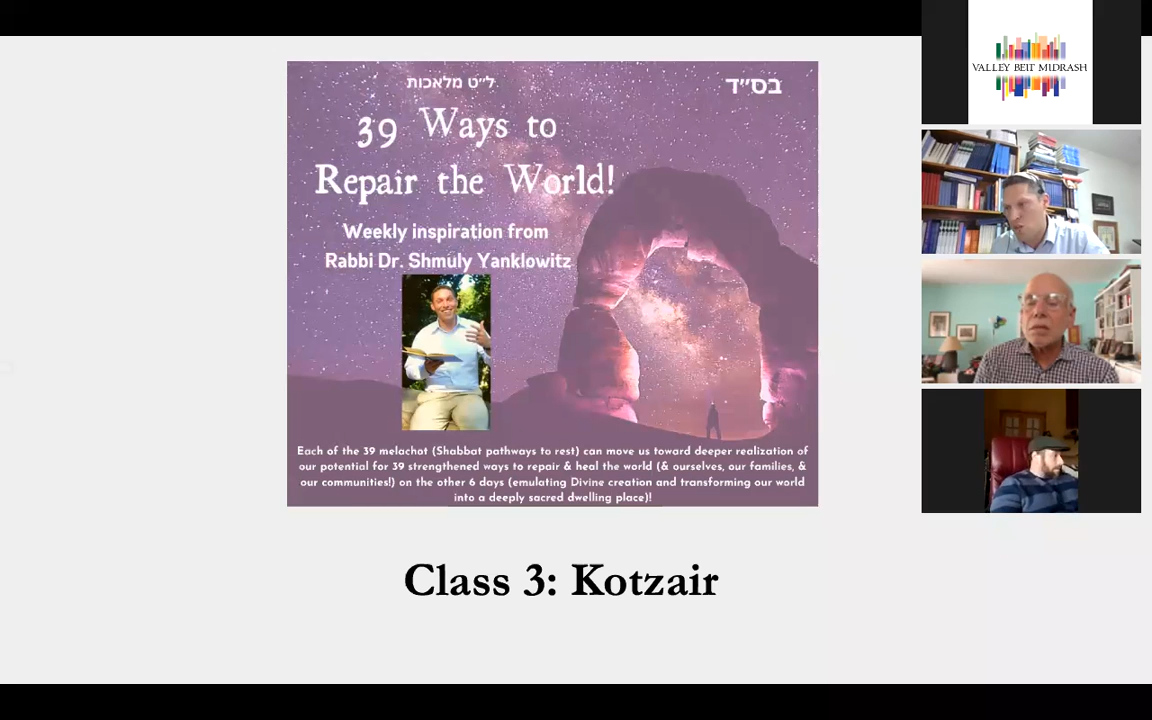 ל״ט מלאכות
בס״ד
39 Ways to
Repair the World!
Weekly inspiration from
Rabbi Dr. Shmuly Yanklowitz
Each of the 39 melachot (Shabbat pathways to rest) can move us toward deeper realization of
our potential for 39 strengthened ways to repair & heal the world (& ourselves, our families, &
our communities!) on the other 6 days (emulating Divine creation and transforming our world
into a deeply sacred dwelling place)!
Class 3: Kotzair
VALLEY BEIT MIDRASH